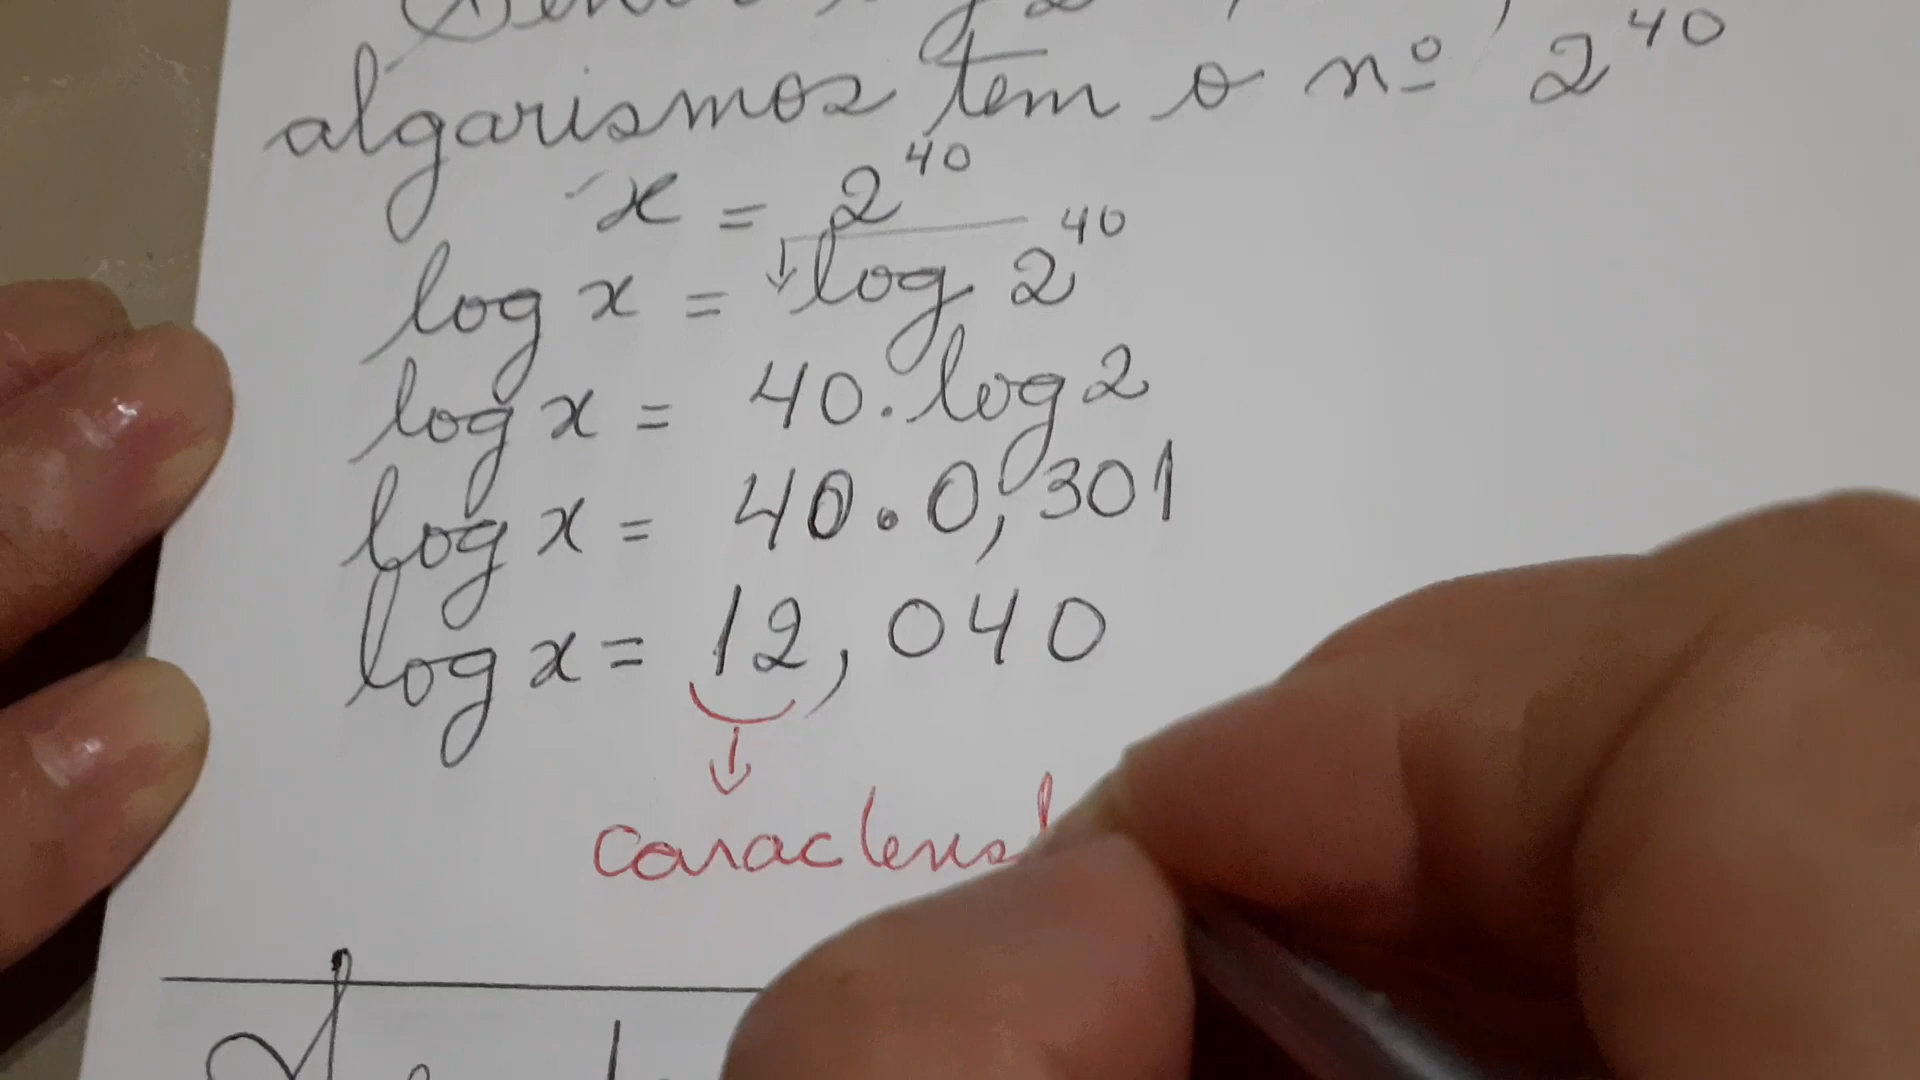 algarismos tem o nº 2⁴⁰
x = 2⁴⁰
log x = log 2⁴⁰
log x = 40 . log 2
log x = 40 . 0,301
log x = 12,040